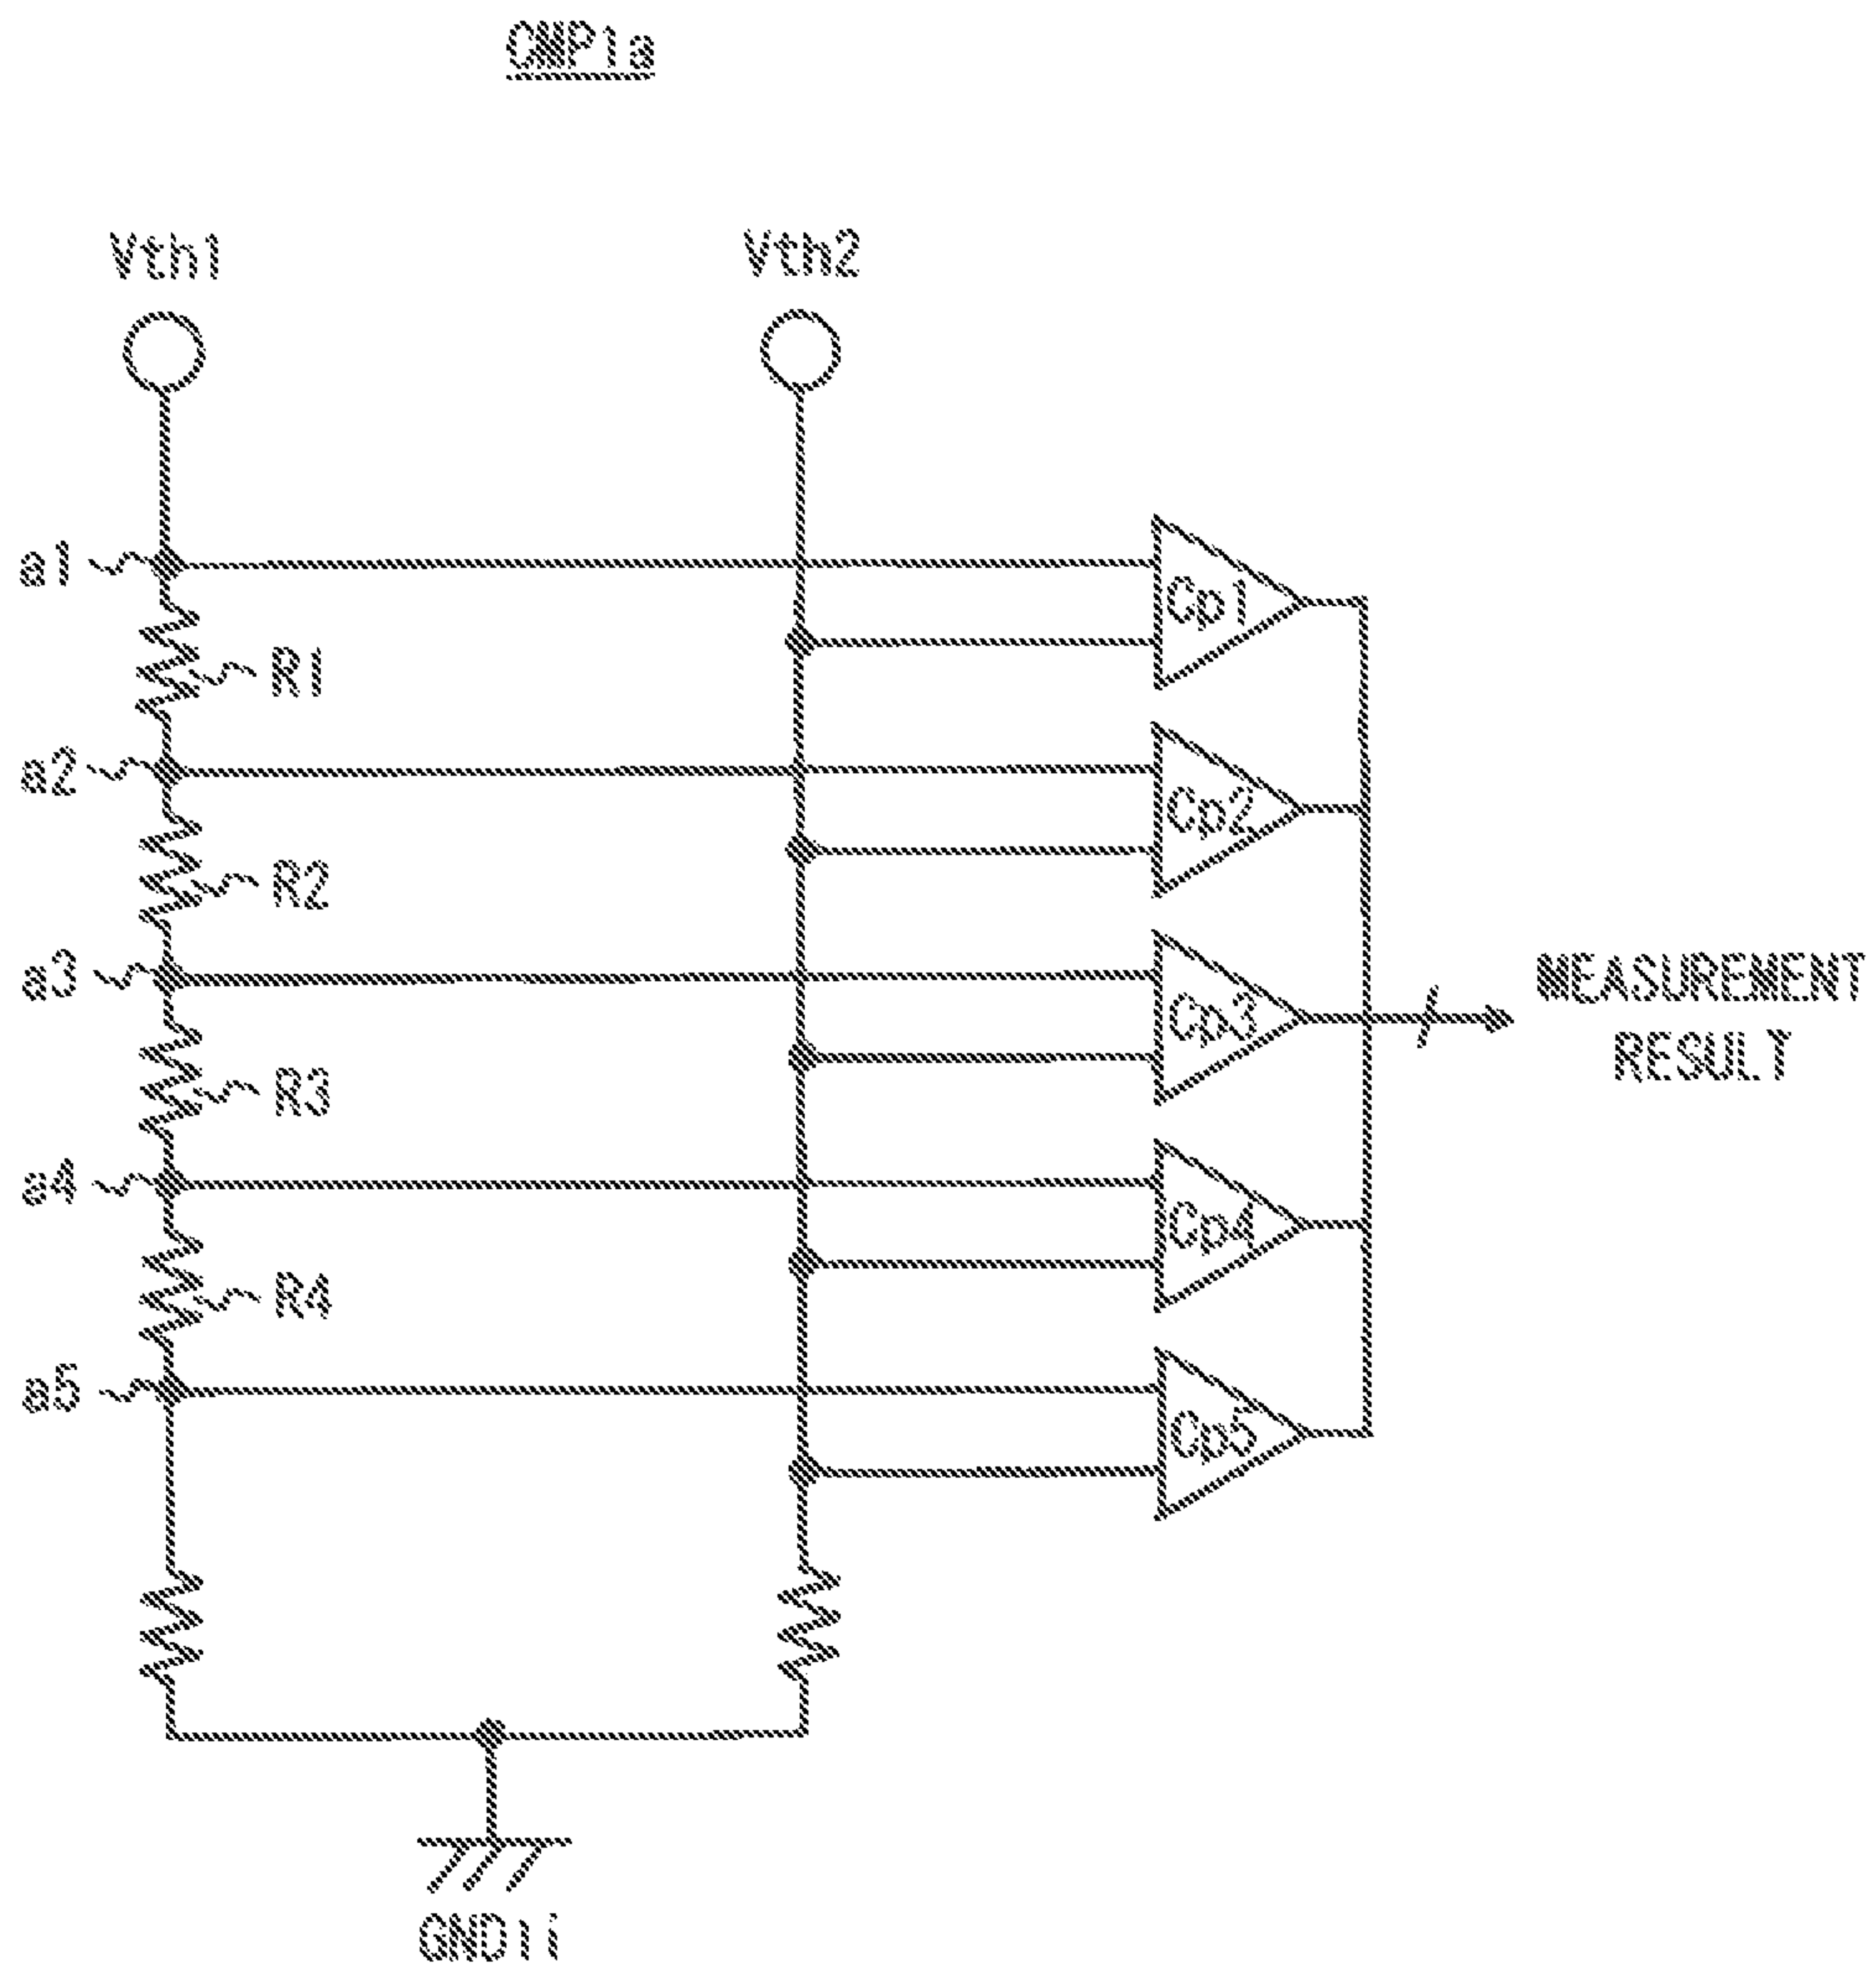 CMP1a
Vth1
Vth2
a1
Cp1
R1
a2
Cp2
R2
a3
Cp3
MEASUREMENT
RESULT
R3
a4
Cp4
R4
a5
Cp5
GND1i